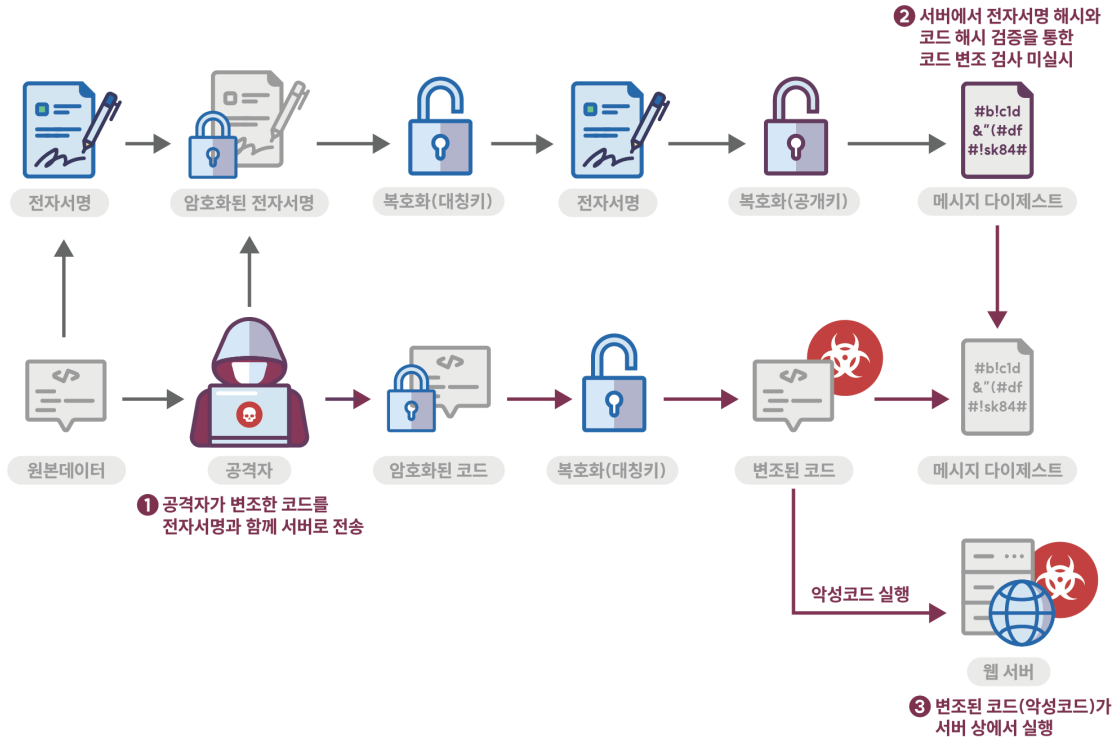 ❷ 서버에서 전자서명 해시와
코드 해시 검증을 통한
코드 변조 검사 미실시
#b!c1d
&"(#df
#!sk84#
전자서명
암호화된 전자서명
복호화(대칭키)
전자서명
복호화(공개키)
메시지 다이제스트
</>
</>
</>
#b!c1d
&"(#df
#!sk84#
원본데이터
공격자
암호화된 코드
복호화(대칭키)
변조된 코드
메시지 다이제스트
❶ 공격자가 변조한 코드를
전자서명과 함께 서버로 전송
악성코드 실행
웹 서버
❸ 변조된 코드(악성코드)가
서버 상에서 실행